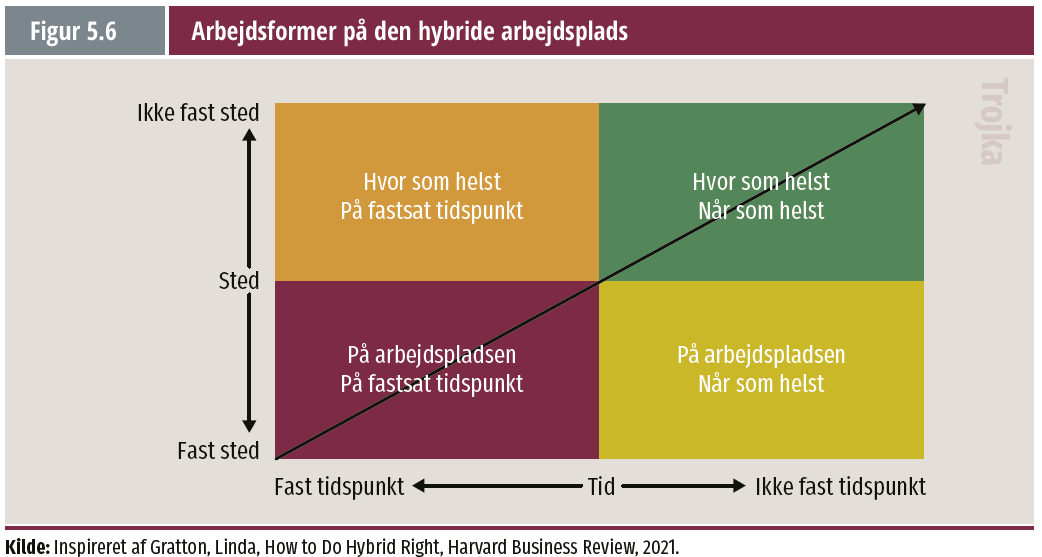 Figur 5.6
Arbejdsformer på den hybride arbejdsplads
Trojka
Ikke fast sted
Sted
Fast sted
Hvor som helst
På fastsat tidspunkt
Hvor som helst
Når som helst
På arbejdspladsen
På fastsat tidspunkt
På arbejdspladsen
Når som helst
Fast tidspunkt
Tid
Ikke fast tidspunkt
Kilde: Inspireret af Gratton, Linda, How to Do Hybrid Right, Harvard Business Review, 2021.